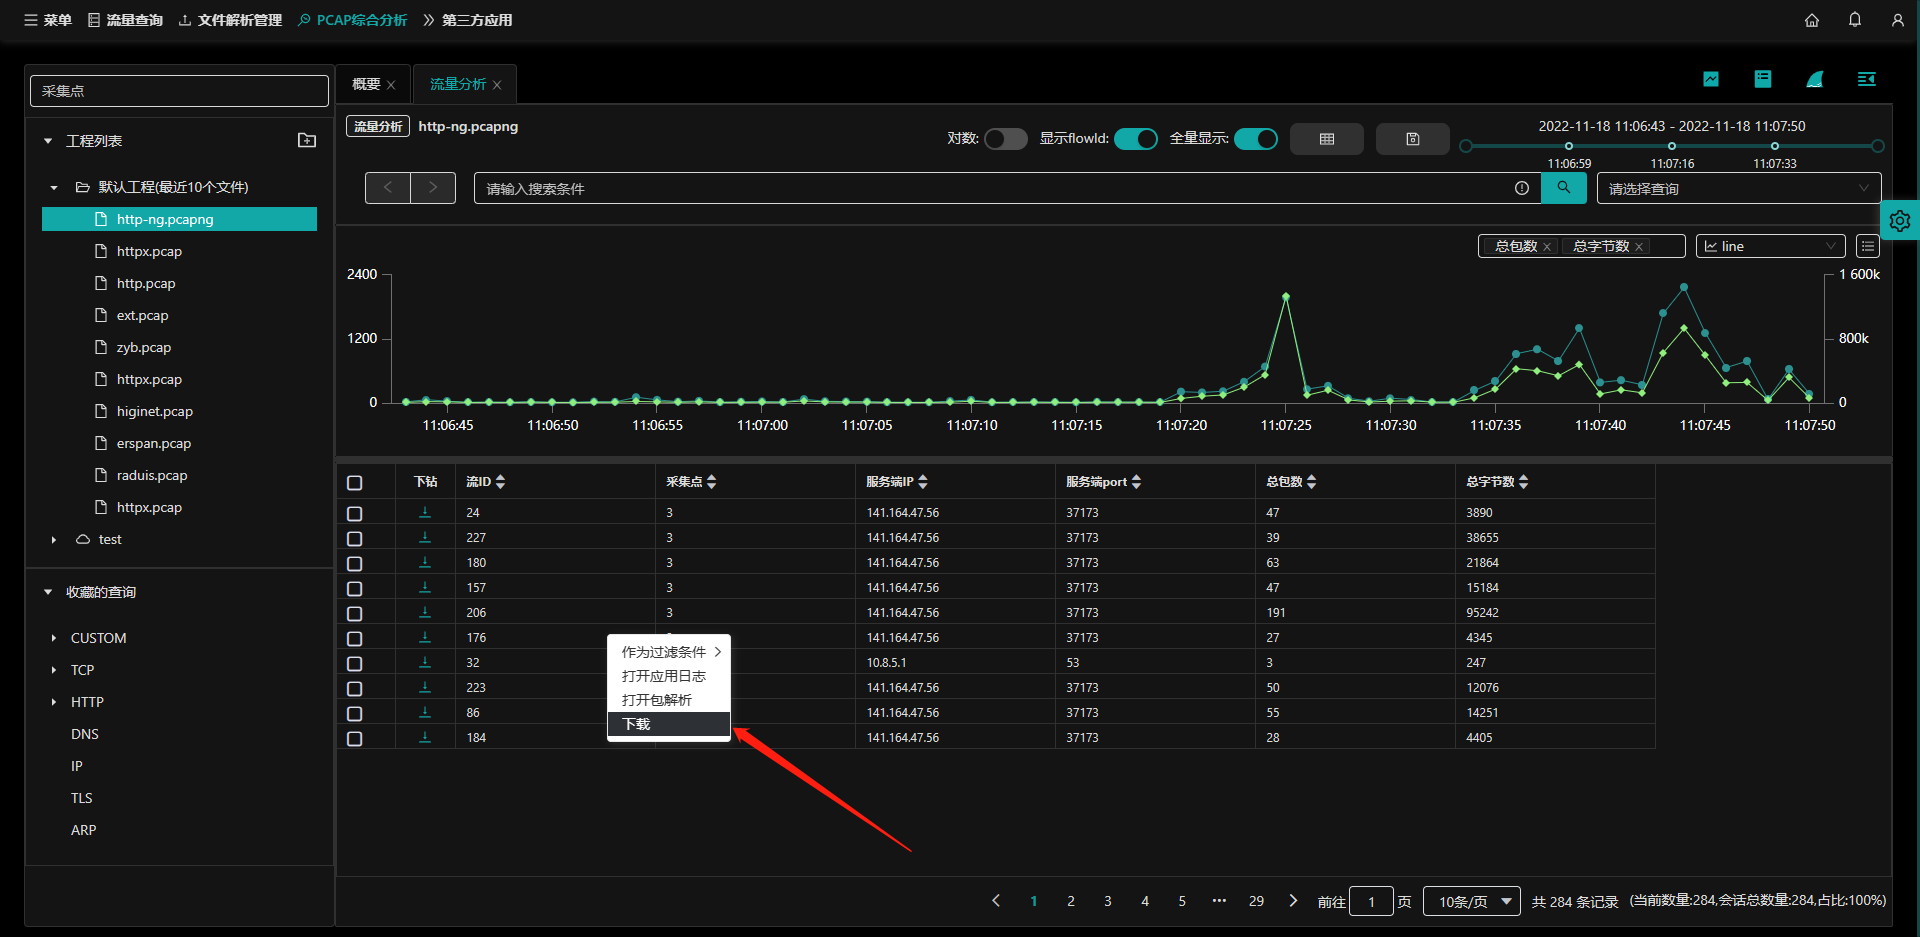 菜单 流量查询 文件解析管理 PCAP综合分析 第三方应用
采集点
工程列表
默认工程(最近10个文件)
http-ng.pcapng
httpx.pcap
http.pcap
ext.pcap
zyb.pcap
httpx.pcap
higinet.pcap
erspan.pcap
raduis.pcap
httpx.pcap
test
收藏的查询
CUSTOM
TCP
HTTP
DNS
IP
TLS
ARP
概要 流量分析
流量分析 http-ng.pcapng
对数: 显示flowId: 全量显示:
2022-11-18 11:06:43 - 2022-11-18 11:07:50
11:06:59 11:07:16 11:07:33
请输入搜索条件 请选择查询
总包数 总字节数 line
2400 1 600k
1200 800k
0 0
11:06:45 11:06:50 11:06:55 11:07:00 11:07:05 11:07:10 11:07:15 11:07:20 11:07:25 11:07:30 11:07:35 11:07:40 11:07:45 11:07:50
下钻 流ID 采集点 服务端IP 服务端port 总包数 总字节数
24 3 141.164.47.56 37173 47 3890
227 3 141.164.47.56 37173 39 38655
180 3 141.164.47.56 37173 63 21864
157 3 141.164.47.56 37173 47 15184
206 3 141.164.47.56 37173 191 95242
176 141.164.47.56 37173 27 4345
32 10.8.5.1 53 3 247
223 141.164.47.56 37173 50 12076
86 141.164.47.56 37173 55 14251
184 141.164.47.56 37173 28 4405
作为过滤条件
打开应用日志
打开包解析
下载
1 2 3 4 5 ••• 29 前往 1 页 10条/页 共 284 条记录 (当前数量:284,会话总数量:284,占比:100%)